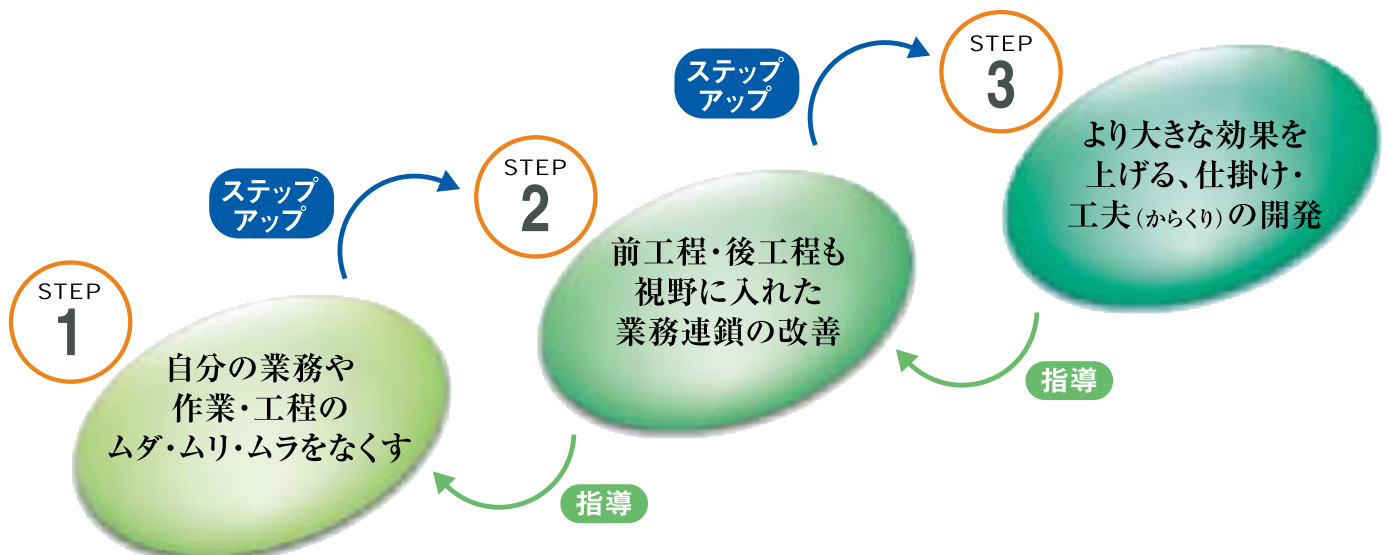 STEP
1
自分の業務や
作業・工程の
ムダ・ムリ・ムラをなくす
ステップ
アップ
STEP
2
前工程・後工程も
視野に入れた
業務連鎖の改善
指導
ステップ
アップ
STEP
3
より大きな効果を
上げる、仕掛け・
工夫(からくり)の開発
指導